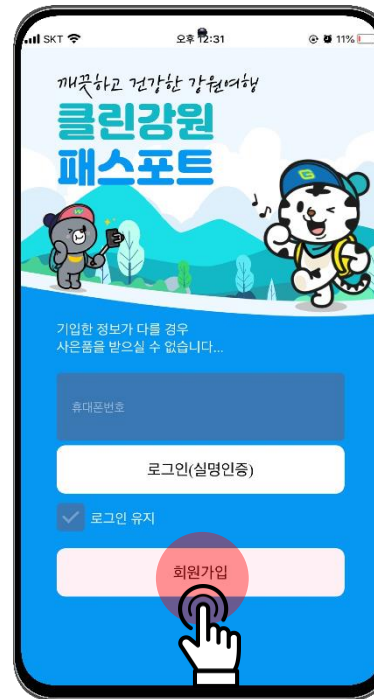 SKT 오후 12:31 11%
깨끗하고 건강한 강원여행
클린강원
패스포트
기입한 정보가 다를 경우
사은품을 받으실 수 없습니다...
휴대폰번호
로그인(실명인증)
로그인 유지
회원가입